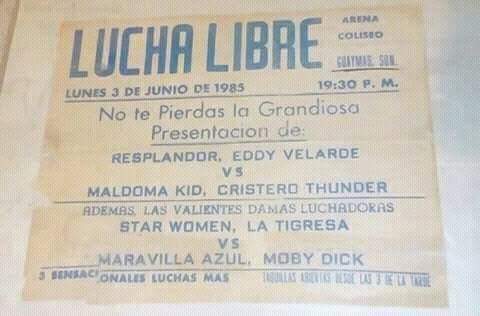 LUCHA LIBRE
ARENA
COLISEO
GUAYMAS, SON.
LUNES 3 DE JUNIO DE 1985 19:30 P. M.
No te Pierdas la Grandiosa
Presentacion de:
RESPLANDOR, EDDY VELARDE
VS
MALDOMA KID, CRISTERO THUNDER
ADEMAS, LAS VALIENTES DAMAS LUCHADORAS
STAR WOMEN, LA TIGRESA
VS
MARAVILLA AZUL, MOBY DICK
3 SENSACIONALES LUCHAS MAS TAQUILLAS ABIERTAS DESDE LAS 3 DE LA TARDE